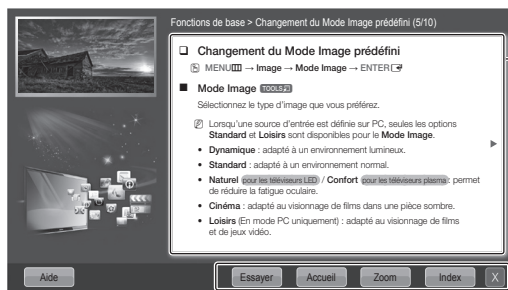 Fonctions de base > Changement du Mode Image prédéfini (5/10)
❑ Changement du Mode Image prédéfini
MENU → Image → Mode Image → ENTER
■ Mode Image TOOLS
Sélectionnez le type d'image que vous préférez.
Lorsqu'une source d'entrée est définie sur PC, seules les options
Standard et Loisirs sont disponibles pour le Mode Image.
• Dynamique : adapté à un environnement lumineux.
• Standard : adapté à un environnement normal.
• Naturel (pour les téléviseurs LED) / Confort (pour les téléviseurs plasma): permet
de réduire la fatigue oculaire.
• Cinéma : adapté au visionnage de films dans une pièce sombre.
• Loisirs (En mode PC uniquement) : adapté au visionnage de films
et de jeux vidéo.
Aide Essayer Accueil Zoom Index X